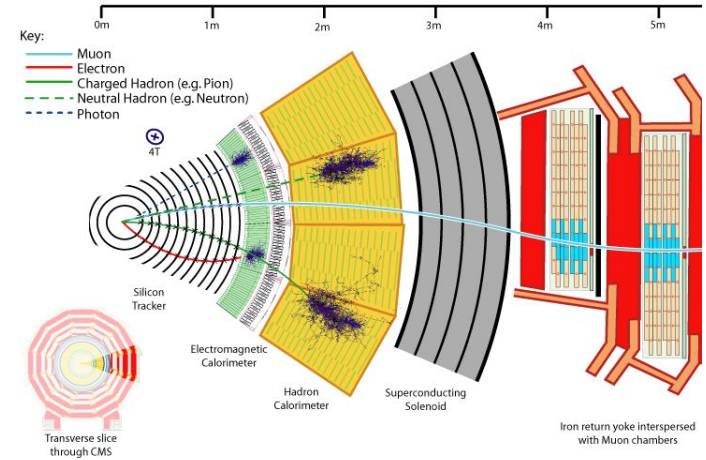 0m
1m
2m
3m
4m
5m
Key:
Muon
Electron
Charged Hadron (e.g. Pion)
Neutral Hadron (e.g. Neutron)
Photon
4T
Silicon
Tracker
Electromagnetic
Calorimeter
Hadron
Calorimeter
Superconducting
Solenoid
Iron return yoke interspersed
with Muon chambers
Transverse slice
through CMS